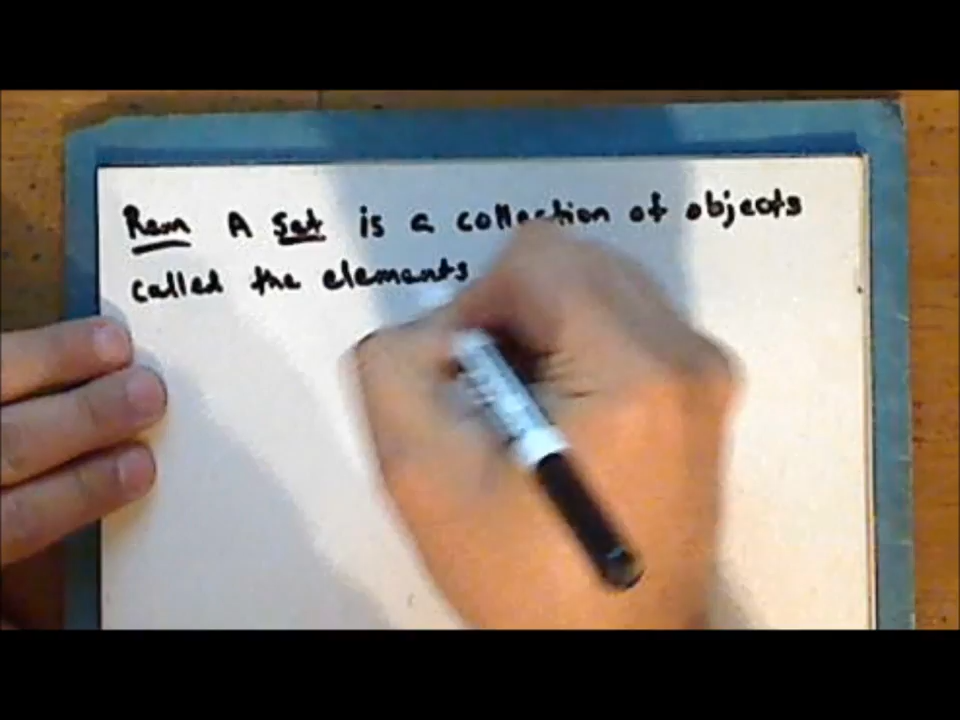 Rem A Set is a collection of objects
called the elements